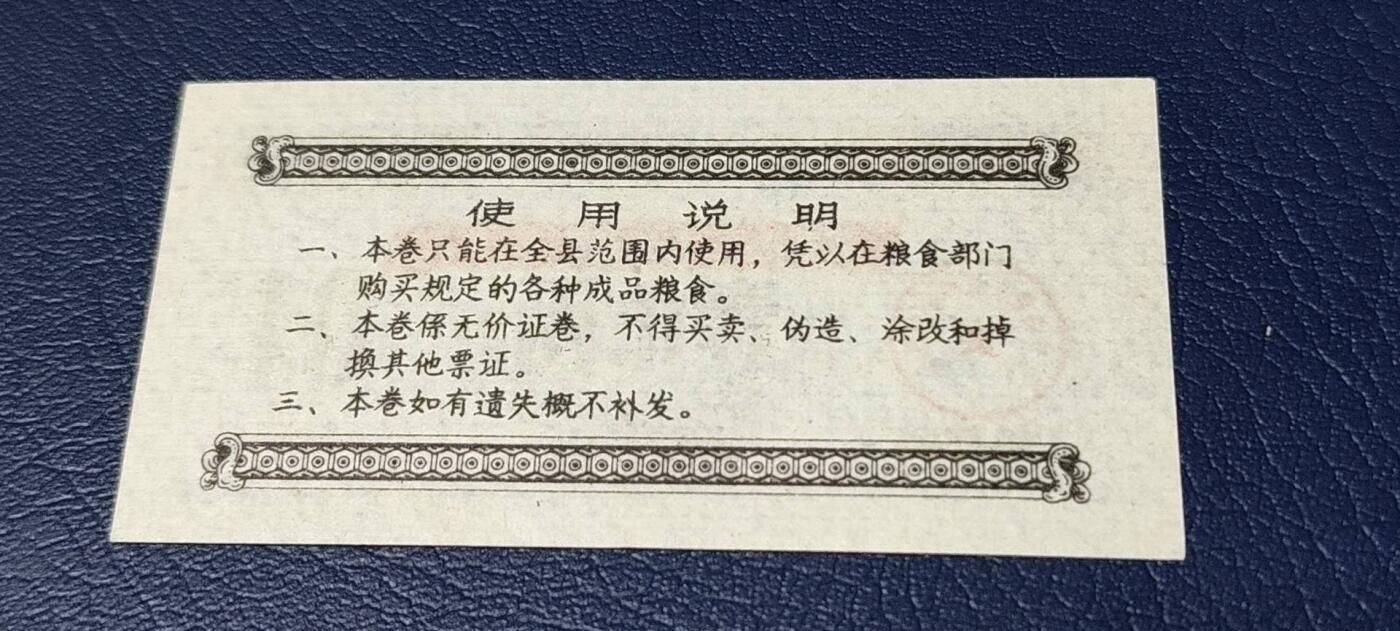 使用说明
一、本卷只能在全县范围内使用，凭以在粮食部门
购买规定的各种成品粮食。
二、本卷係无价证卷，不得买卖、伪造、涂改和掉
换其他票证。
三、本卷如有遗失概不补发。